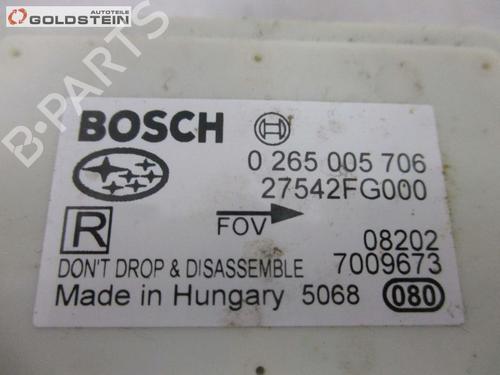 AUTOTEILE
GOLDSTEIN
B-PARTS
BOSCH
0 265 005 706
27542FG000
R
FOV
08202
DON'T DROP & DISASSEMBLE 7009673
Made in Hungary 5068 080